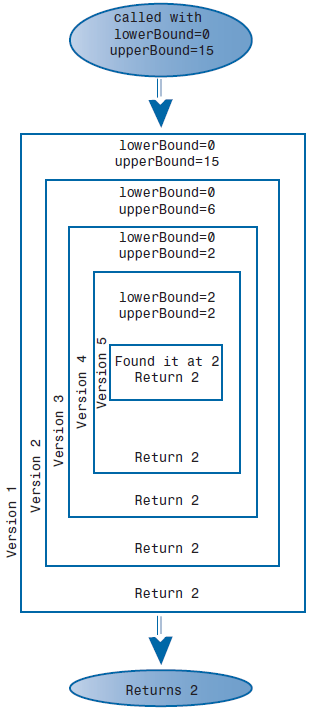 called with
lowerBound=0
upperBound=15
lowerBound=0
upperBound=15
lowerBound=0
upperBound=6
lowerBound=0
upperBound=2
lowerBound=2
upperBound=2
Found it at 2
Return 2
Return 2
Return 2
Return 2
Return 2
Version 1
Version 2
Version 3
Version 4
Version 5
Returns 2